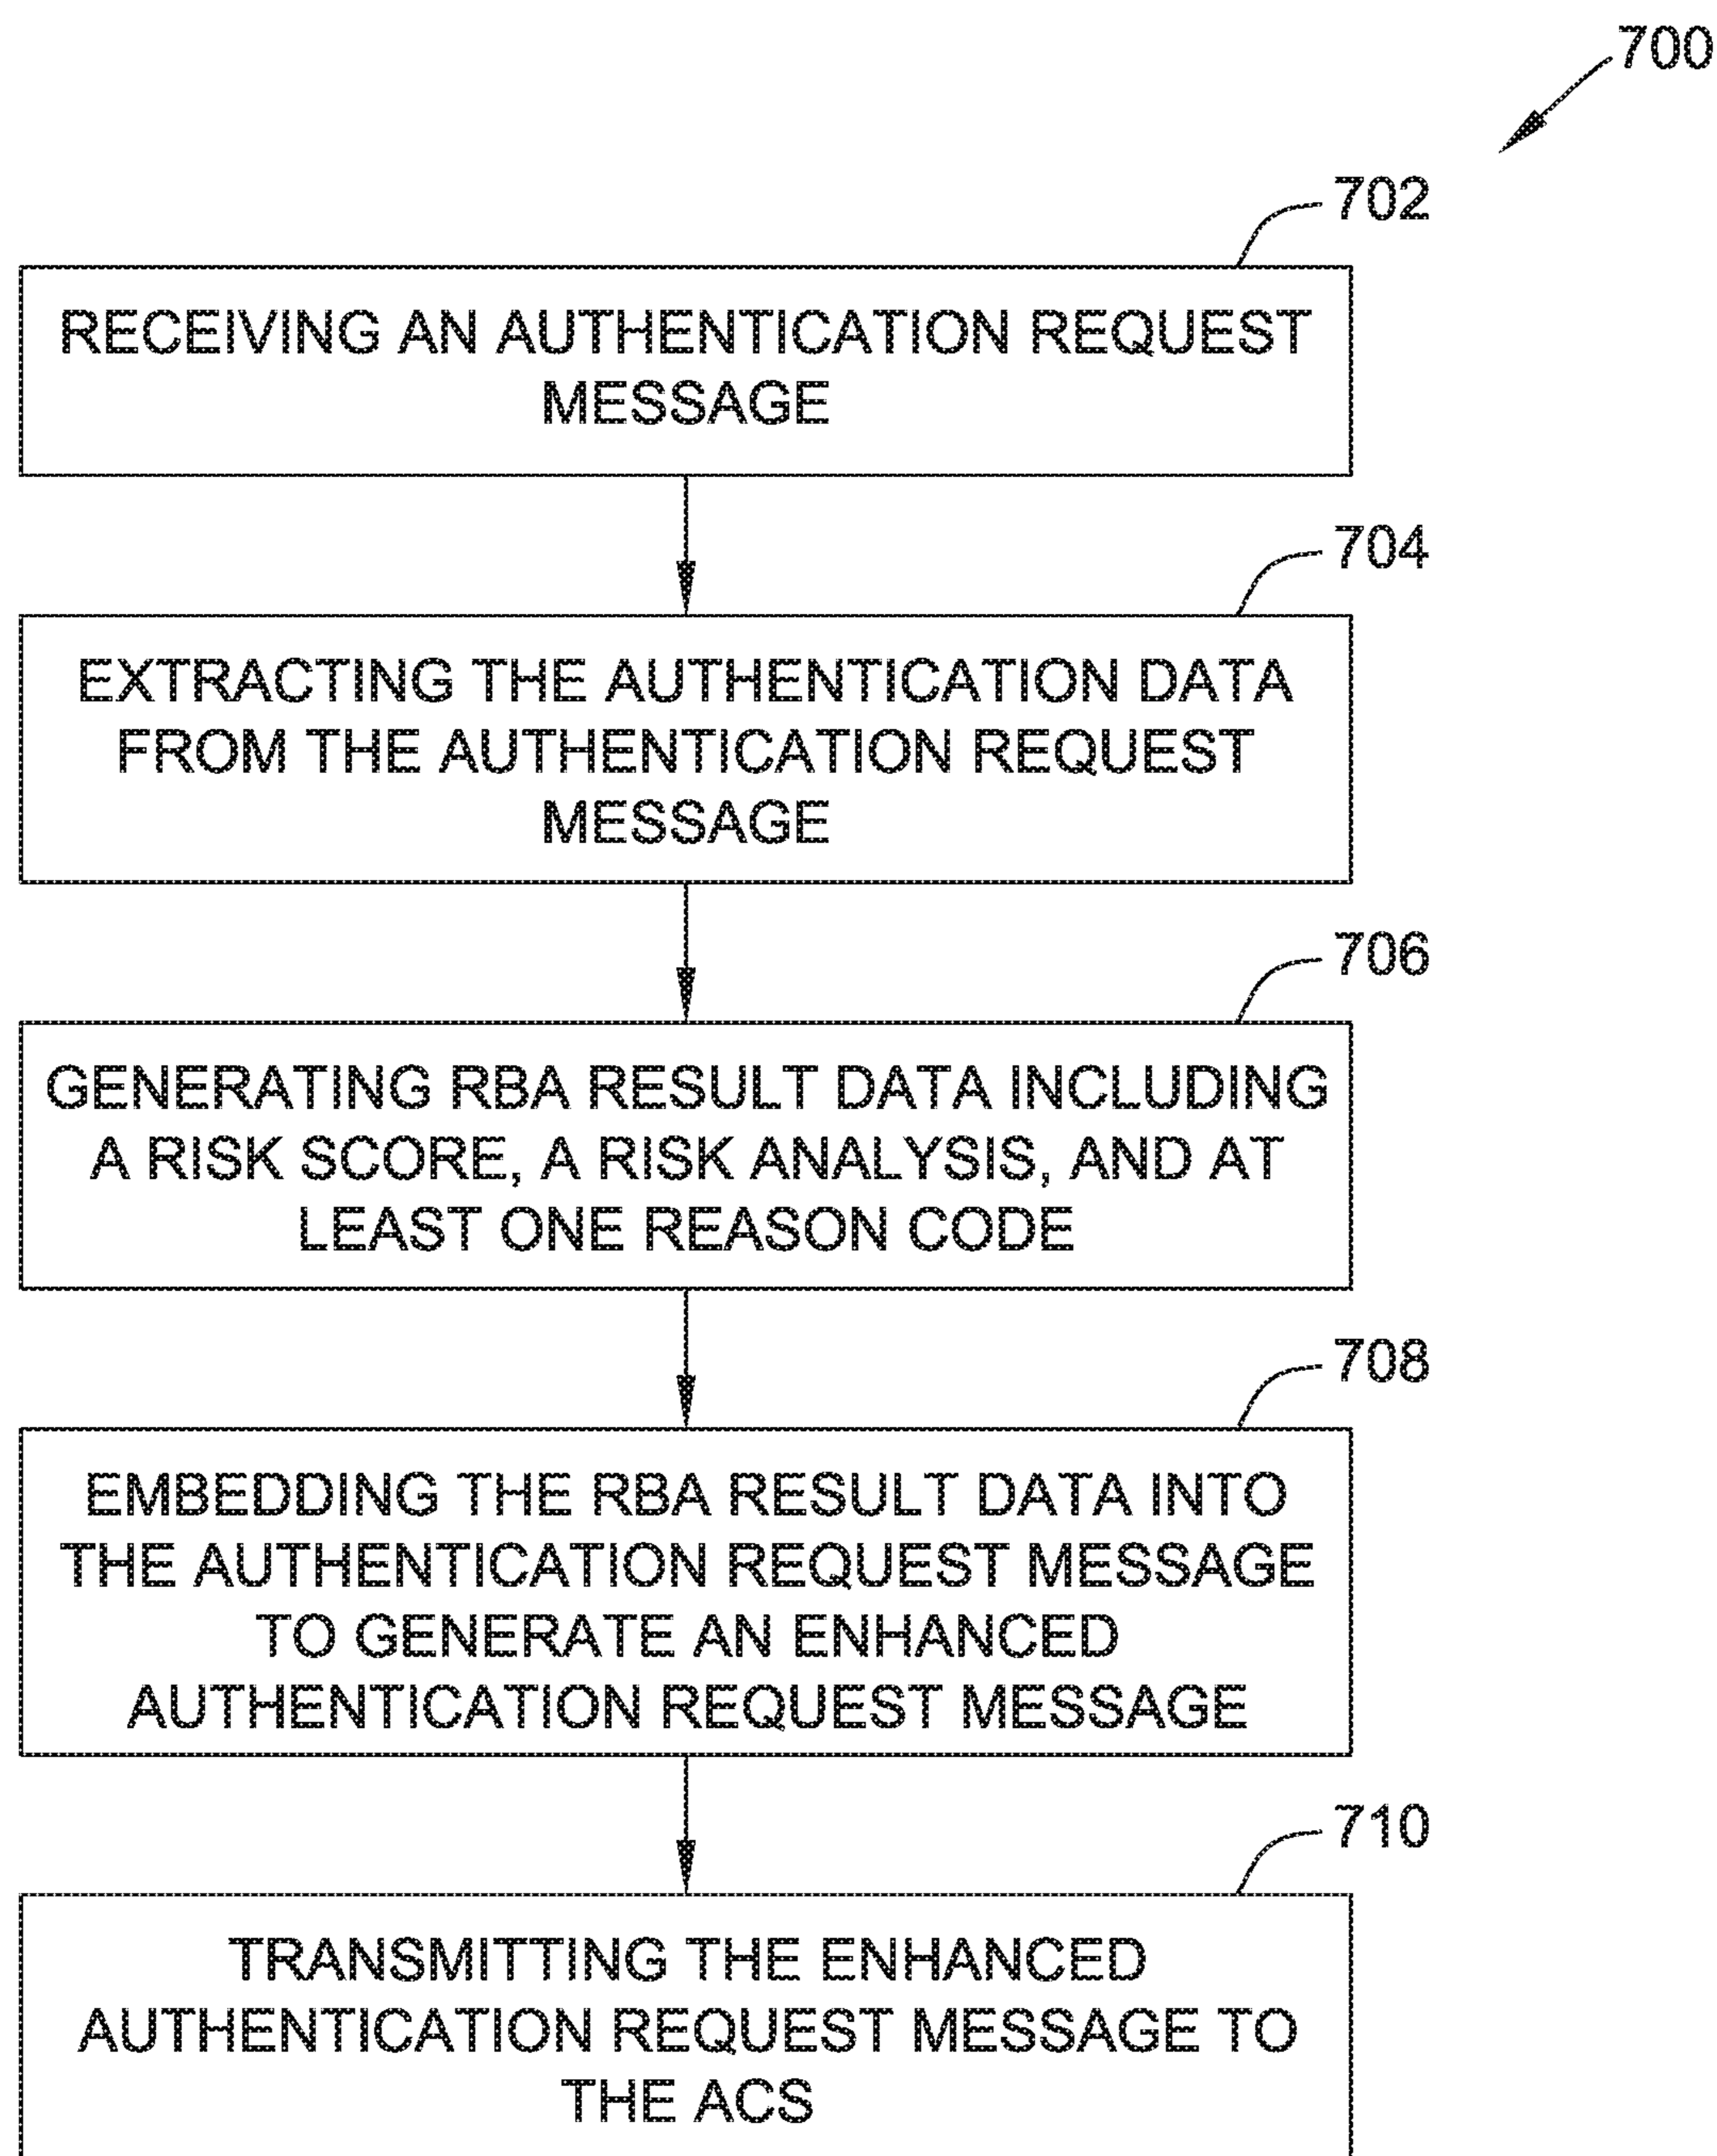 700
702
RECEIVING AN AUTHENTICATION REQUEST
MESSAGE
704
EXTRACTING THE AUTHENTICATION DATA
FROM THE AUTHENTICATION REQUEST
MESSAGE
706
GENERATING RBA RESULT DATA INCLUDING
A RISK SCORE, A RISK ANALYSIS, AND AT
LEAST ONE REASON CODE
708
EMBEDDING THE RBA RESULT DATA INTO
THE AUTHENTICATION REQUEST MESSAGE
TO GENERATE AN ENHANCED
AUTHENTICATION REQUEST MESSAGE
710
TRANSMITTING THE ENHANCED
AUTHENTICATION REQUEST MESSAGE TO
THE ACS